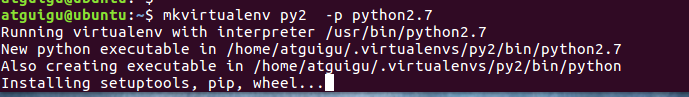 atguigu@ubuntu:~$ mkvirtualenv py2  -p python2.7
Running virtualenv with interpreter /usr/bin/python2.7
New python executable in /home/atguigu/.virtualenvs/py2/bin/python2.7
Also creating executable in /home/atguigu/.virtualenvs/py2/bin/python
Installing setuptools, pip, wheel...